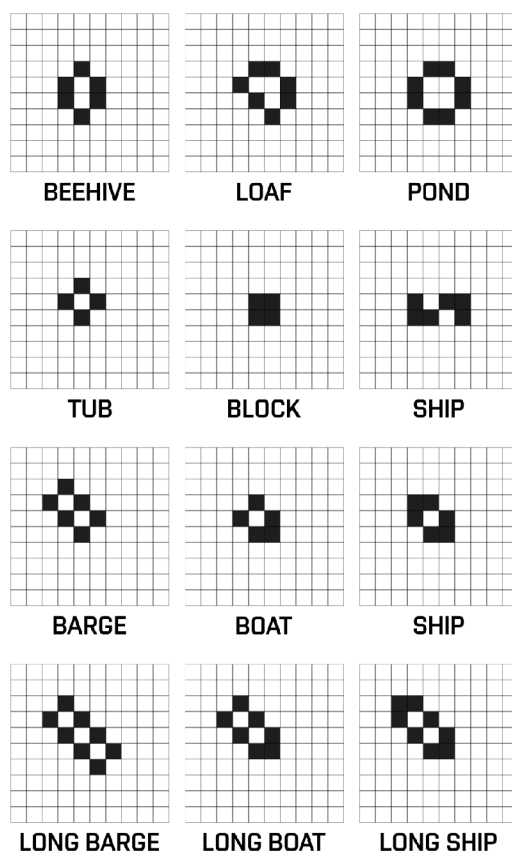 BEEHIVE
LOAF
POND
TUB
BLOCK
SHIP
BARGE
BOAT
SHIP
LONG BARGE
LONG BOAT
LONG SHIP